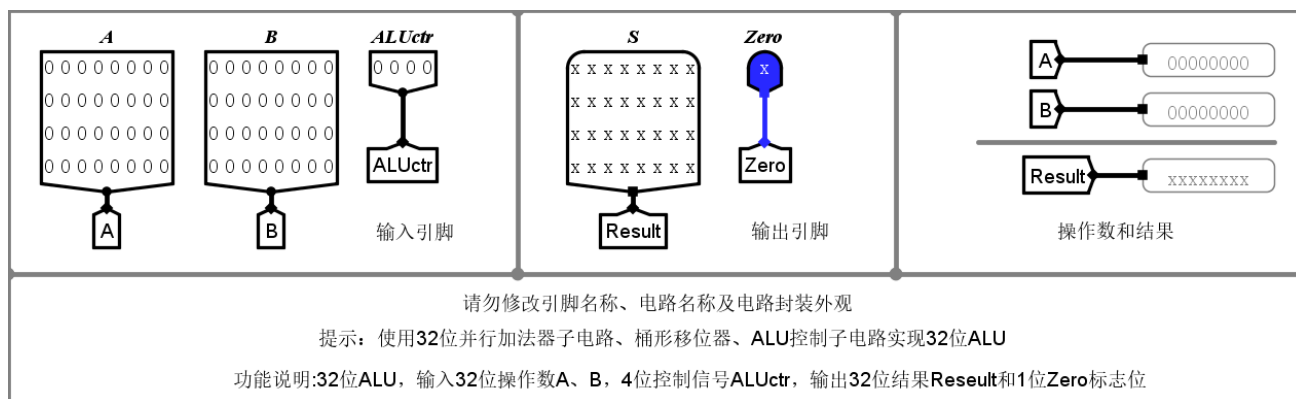 A B ALUctr S Zero
0 0 0 0 0 0 0 0 0 0 0 0 0 0 0 0 0 0 0 0 x x x x x x x x x A 00000000
0 0 0 0 0 0 0 0 0 0 0 0 0 0 0 0 x x x x x x x x B 00000000
0 0 0 0 0 0 0 0 0 0 0 0 0 0 0 0 x x x x x x x x
0 0 0 0 0 0 0 0 0 0 0 0 0 0 0 0 ALUctr x x x x x x x x Zero Result xxxxxxxx
A B 输入引脚 Result 输出引脚 操作数和结果
请勿修改引脚名称、电路名称及电路封装外观
提示：使用32位并行加法器子电路、桶形移位器、ALU控制子电路实现32位ALU
功能说明:32位ALU，输入32位操作数A、B，4位控制信号ALUctr，输出32位结果Reseult和1位Zero标志位